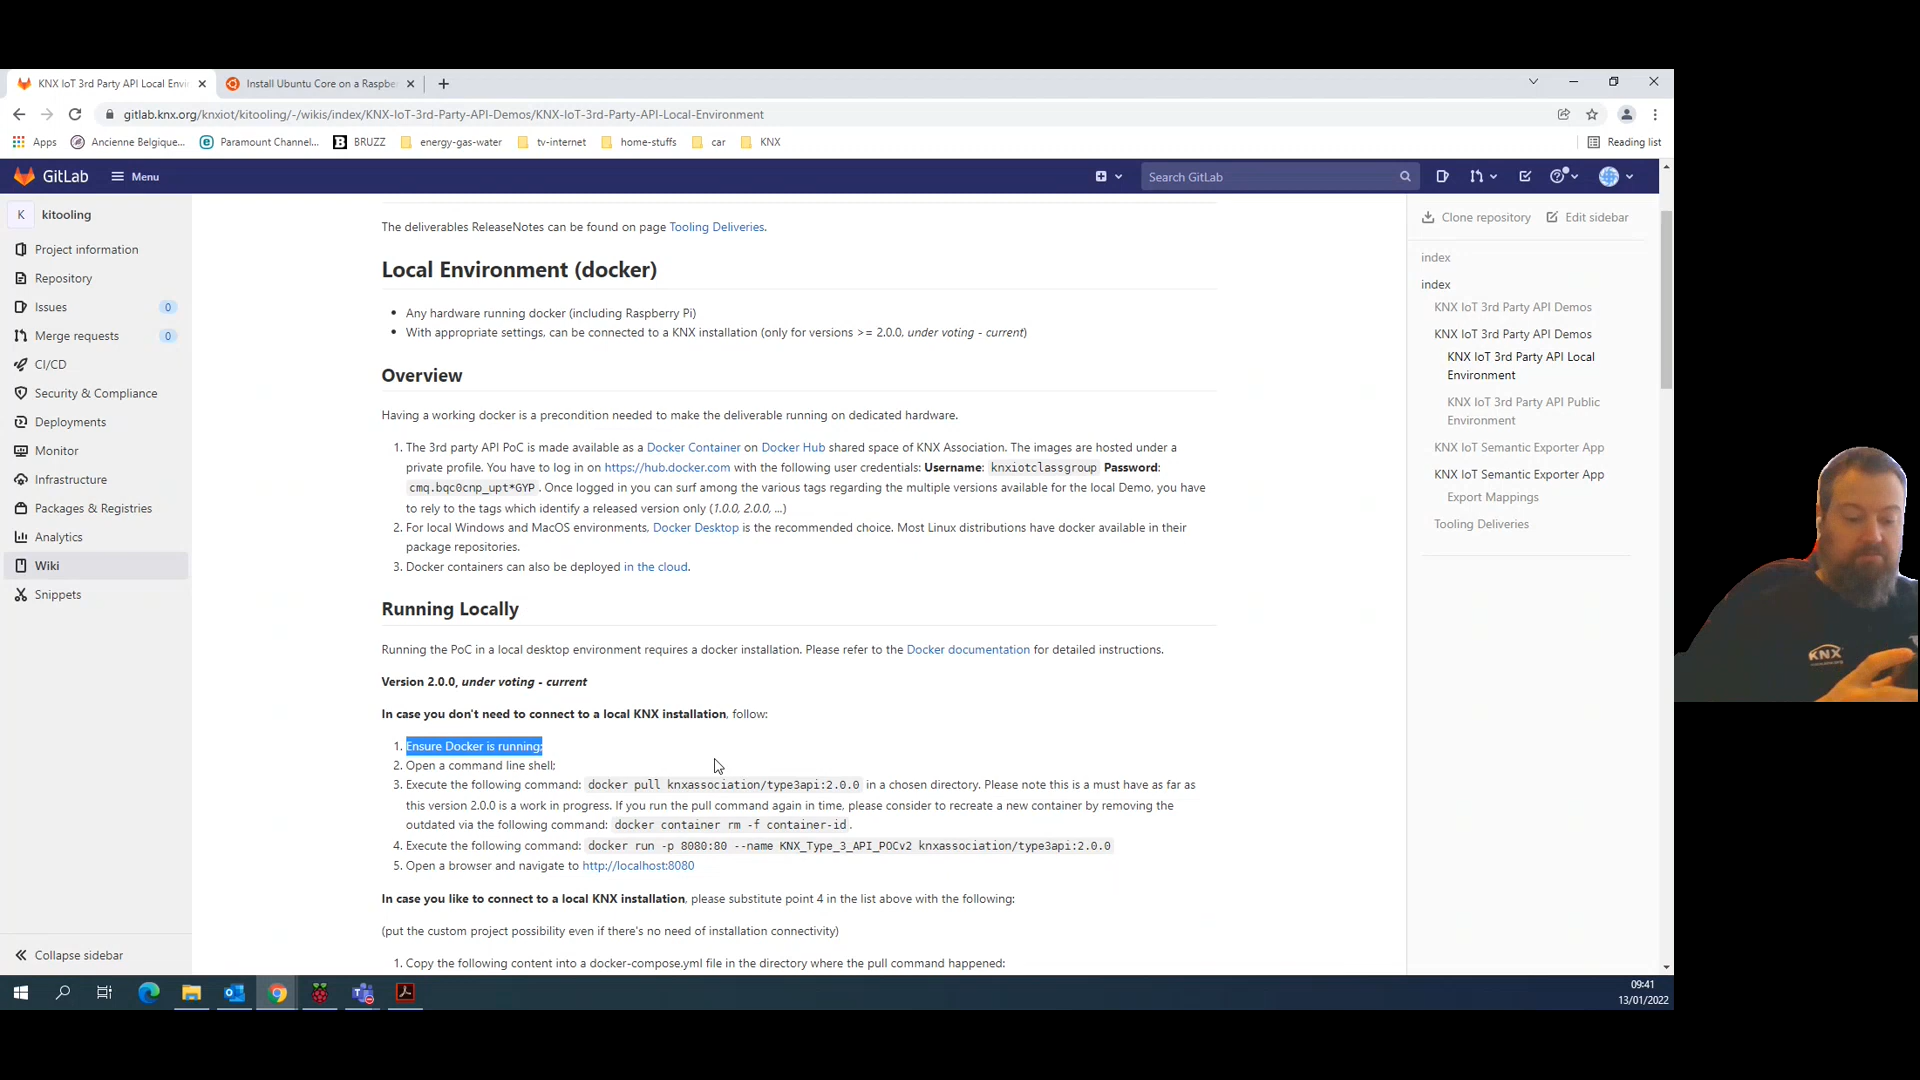 KNX IoT 3rd Party API Local Envi
Install Ubuntu Core on a Raspbe
gitlab.knx.org/knxiot/kitooling/-/wikis/index/KNX-IoT-3rd-Party-API-Demos/KNX-IoT-3rd-Party-API-Local-Environment
Apps
Ancienne Belgique...
Paramount Channel...
B
BRUZZ
energy-gas-water
tv-internet
home-stuffs
car
KNX
Reading list
GitLab
Menu
Search GitLab
K
kitooling
Project information
Repository
Issues
0
Merge requests
0
CI/CD
Security & Compliance
Deployments
Monitor
Infrastructure
Packages & Registries
Analytics
Wiki
Snippets
Collapse sidebar
The deliverables ReleaseNotes can be found on page Tooling Deliveries.
Local Environment (docker)
• Any hardware running docker (including Raspberry Pi)
• With appropriate settings, can be connected to a KNX installation (only for versions >= 2.0.0, under voting - current)
Overview
Having a working docker is a precondition needed to make the deliverable running on dedicated hardware.
1. The 3rd party API PoC is made available as a Docker Container on Docker Hub shared space of KNX Association. The images are hosted under a
private profile. You have to log in on https://hub.docker.com with the following user credentials: Username: knxiotclassgroup Password:
cmq.bqc0cnp_upt*GYP. Once logged in you can surf among the various tags regarding the multiple versions available for the local Demo, you have
to rely to the tags which identify a released version only (1.0.0, 2.0.0, ...)
2. For local Windows and MacOS environments, Docker Desktop is the recommended choice. Most Linux distributions have docker available in their
package repositories.
3. Docker containers can also be deployed in the cloud.
Running Locally
Running the PoC in a local desktop environment requires a docker installation. Please refer to the Docker documentation for detailed instructions.
Version 2.0.0, under voting - current
In case you don't need to connect to a local KNX installation, follow:
1. Ensure Docker is running;
2. Open a command line shell;
3. Execute the following command: docker pull knxassociation/type3api:2.0.0 in a chosen directory. Please note this is a must have as far as
this version 2.0.0 is a work in progress. If you run the pull command again in time, please consider to recreate a new container by removing the
outdated via the following command: docker container rm -f container-id.
4. Execute the following command: docker run -p 8080:80 --name KNX_Type_3_API_POCv2 knxassociation/type3api:2.0.0
5. Open a browser and navigate to http://localhost:8080
In case you like to connect to a local KNX installation, please substitute point 4 in the list above with the following:
(put the custom project possibility even if there's no need of installation connectivity)
1. Copy the following content into a docker-compose.yml file in the directory where the pull command happened:
Clone repository
Edit sidebar
index
index
KNX IoT 3rd Party API Demos
KNX IoT 3rd Party API Demos
KNX IoT 3rd Party API Local
Environment
KNX IoT 3rd Party API Public
Environment
KNX IoT Semantic Exporter App
KNX IoT Semantic Exporter App
Export Mappings
Tooling Deliveries
KNX
09:41
13/01/2022